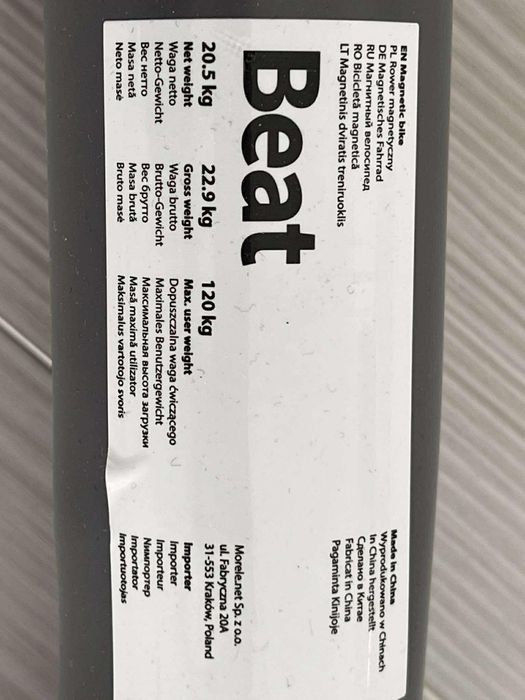 EN Magnetic bike
PL Rower magnetyczny
DE Magnetisches Fahrrad
RU Магнитный велосипед
RO Bicicletă magnetică
LT Magnetinis dviratis treniruoklis
Made in China
Wyprodukowano w Chinach
In China hergestellt
Сделано в Китае
Fabricat în China
Pagaminta Kinijoje
Beat
20.5 kg
Net weight
Waga netto
Netto-Gewicht
Вес нетто
Masa netă
Neto masė
22.9 kg
Gross weight
Waga brutto
Brutto-Gewicht
Вес брутто
Masa brută
Bruto masė
120 kg
Max. user weight
Dopuszczalna waga ćwiczącego
Maximales Benutzergewicht
Максимальная высота загрузки
Masă maximă utilizator
Maksimalus vartotojo svoris
Morele.net Sp. z o.o.
ul. Fabryczna 20A
31-553 Kraków, Poland
Importer
Importer
Importeur
Nимпортер
Importator
Importuotojas